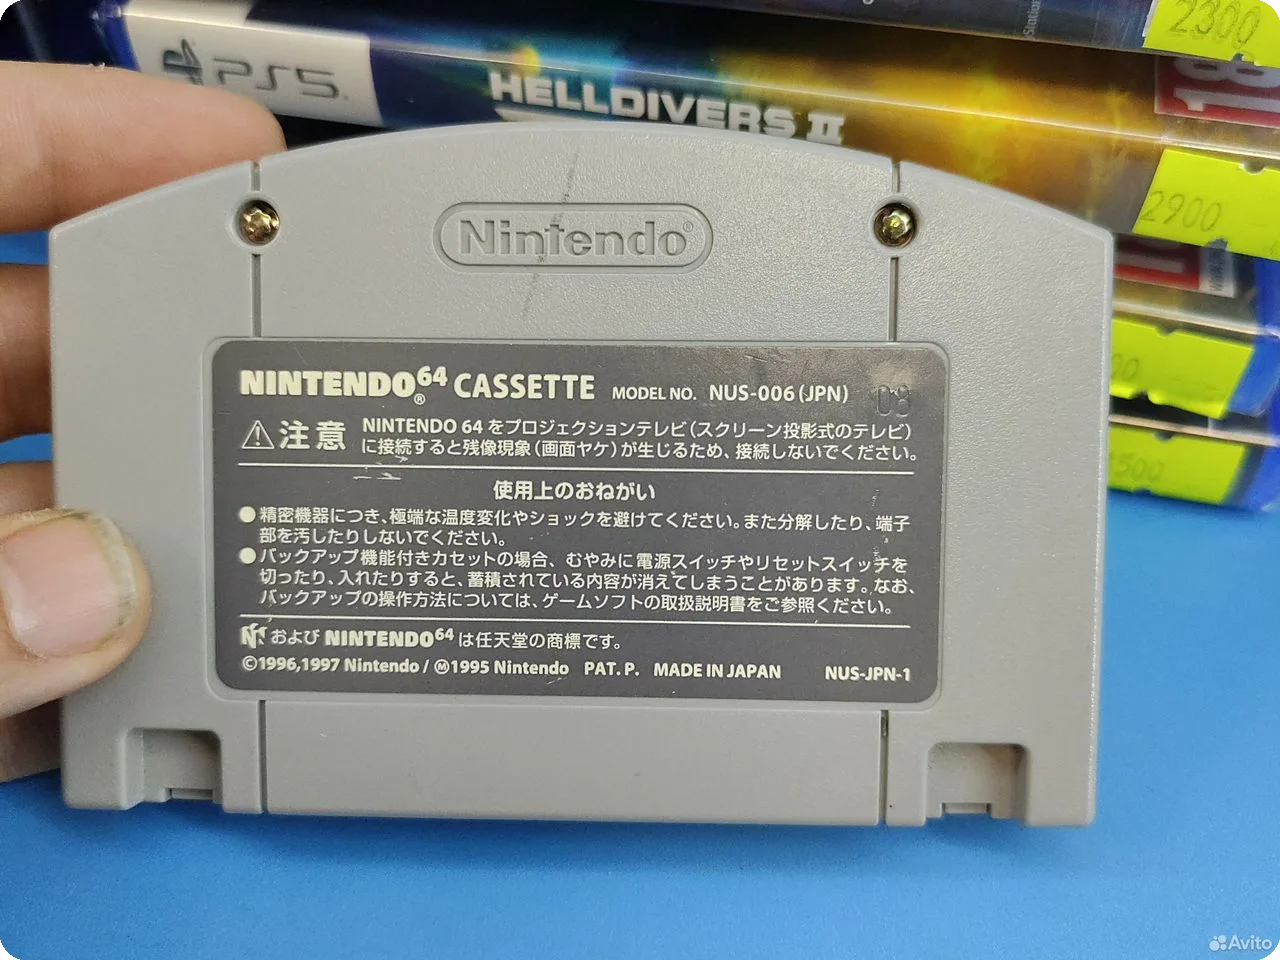 2300
PS5
HELLDIVERS II
18
2900
Nintendo®
NINTENDO64® CASSETTE MODEL NO. NUS-006(JPN) 08
⚠注意 NINTENDO 64 をプロジェクションテレビ(スクリーン投影式のテレビ)
に接続すると残像現象(画面ヤケ)が生じるため、接続しないでください。
使用上のおねがい
●精密機器につき、極端な温度変化やショックを避けてください。また分解したり、端子
部を汚したりしないでください。
●バックアップ機能付きカセットの場合、むやみに電源スイッチやリセットスイッチを
切ったり、入れたりすると、蓄積されている内容が消えてしまうことがあります。なお、
バックアップの操作方法については、ゲームソフトの取扱説明書をご参照ください。
および NINTENDO64 は任天堂の商標です。
©1996,1997 Nintendo / Ⓜ1995 Nintendo PAT. P. MADE IN JAPAN NUS-JPN-1
Avito